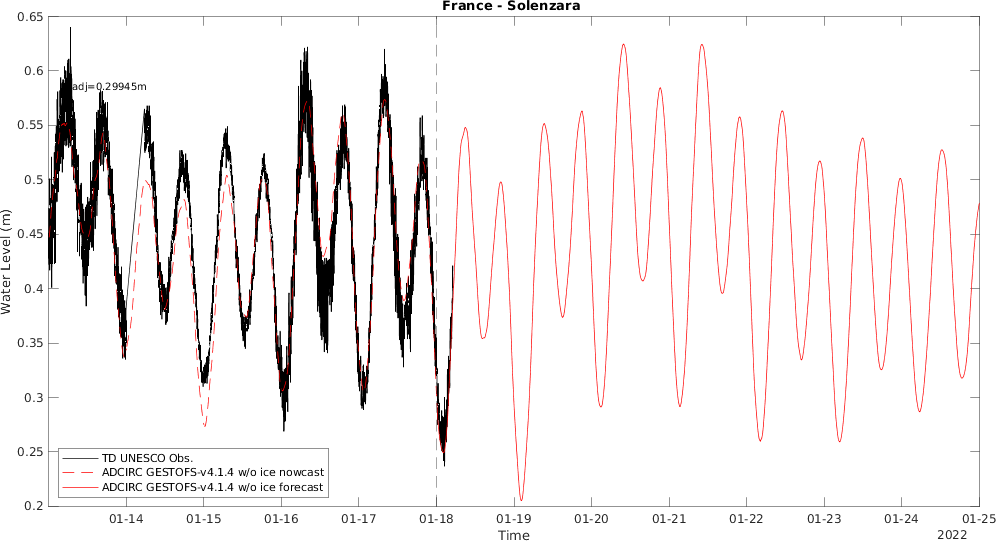 France - Solenzara
0.65
0.6
0.55
0.5
0.45
0.4
0.35
0.3
0.25
0.2
Water Level (m)
adj=0.29945m
TD UNESCO Obs.
ADCIRC GESTOFS-v4.1.4 w/o ice nowcast
ADCIRC GESTOFS-v4.1.4 w/o ice forecast
01-14 01-15 01-16 01-17 01-18 01-19 01-20 01-21 01-22 01-23 01-24 01-25
Time
2022